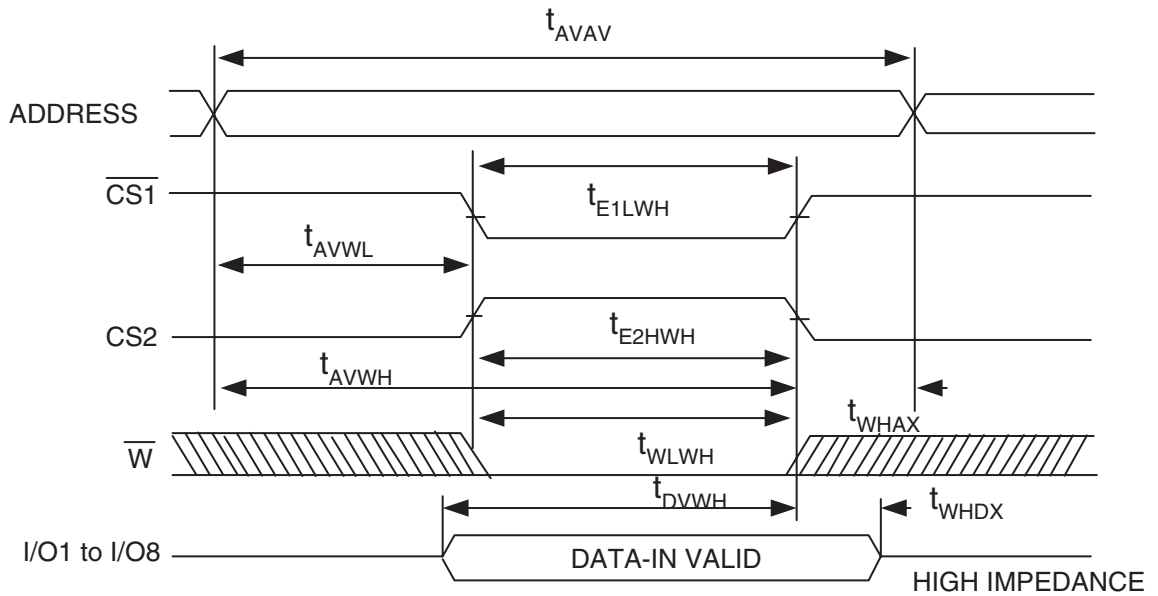 tAVAV
ADDRESS
CS1
tE1LWH
tAVWL
CS2
tE2HWH
tAVWH
tWHAX
W
tWLWH
tDVWH
tWHDX
I/O1 to I/O8
DATA-IN VALID
HIGH IMPEDANCE